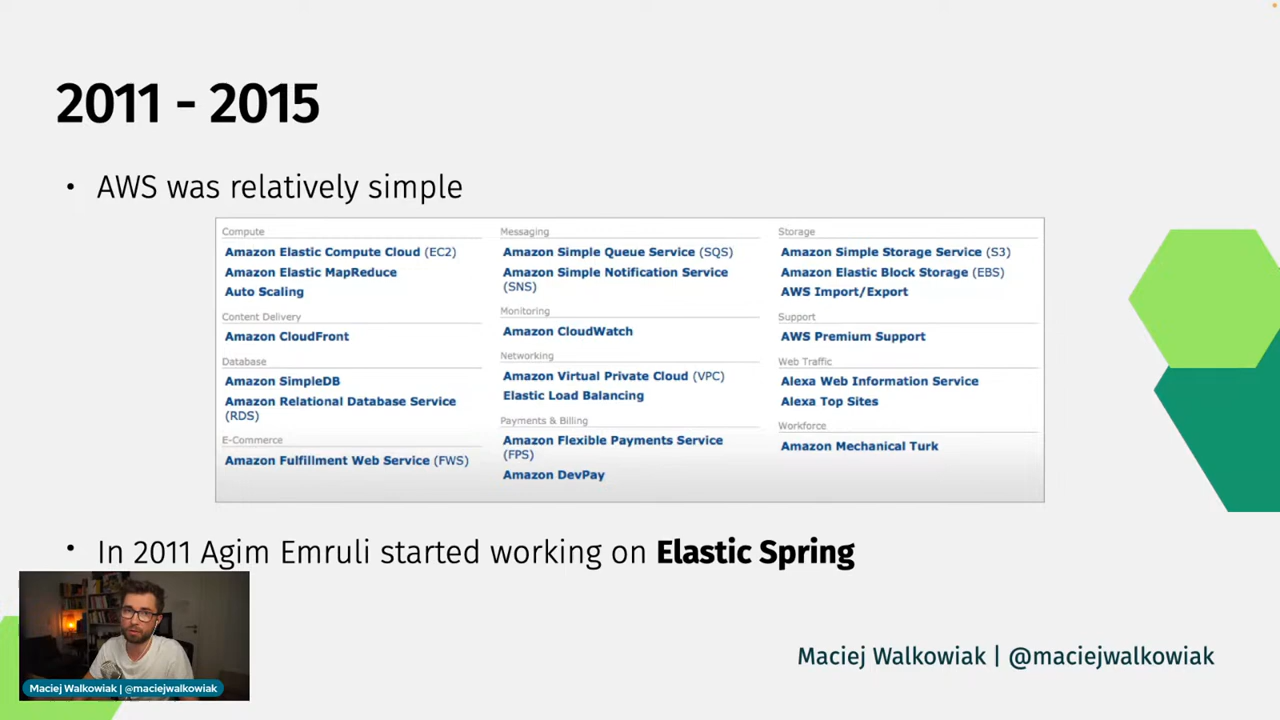 2011 - 2015
• AWS was relatively simple
Compute
Amazon Elastic Compute Cloud (EC2)
Amazon Elastic MapReduce
Auto Scaling
Content Delivery
Amazon CloudFront
Database
Amazon SimpleDB
Amazon Relational Database Service
(RDS)
E-Commerce
Amazon Fulfillment Web Service (FWS)
Messaging
Amazon Simple Queue Service (SQS)
Amazon Simple Notification Service
(SNS)
Monitoring
Amazon CloudWatch
Networking
Amazon Virtual Private Cloud (VPC)
Elastic Load Balancing
Payments & Billing
Amazon Flexible Payments Service
(FPS)
Amazon DevPay
Storage
Amazon Simple Storage Service (S3)
Amazon Elastic Block Storage (EBS)
AWS Import/Export
Support
AWS Premium Support
Web Traffic
Alexa Web Information Service
Alexa Top Sites
Workforce
Amazon Mechanical Turk
• In 2011 Agim Emruli started working on Elastic Spring
Maciej Walkowiak | @maciejwalkowiak
Maciej Walkowiak | @maciejwalkowiak